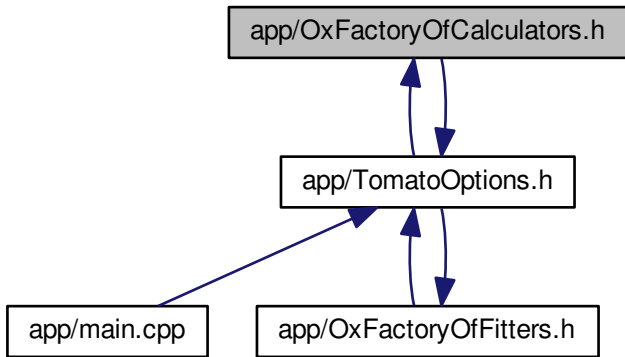 app/OxFactoryOfCalculators.h
app/TomatoOptions.h
app/main.cpp
app/OxFactoryOfFitters.h